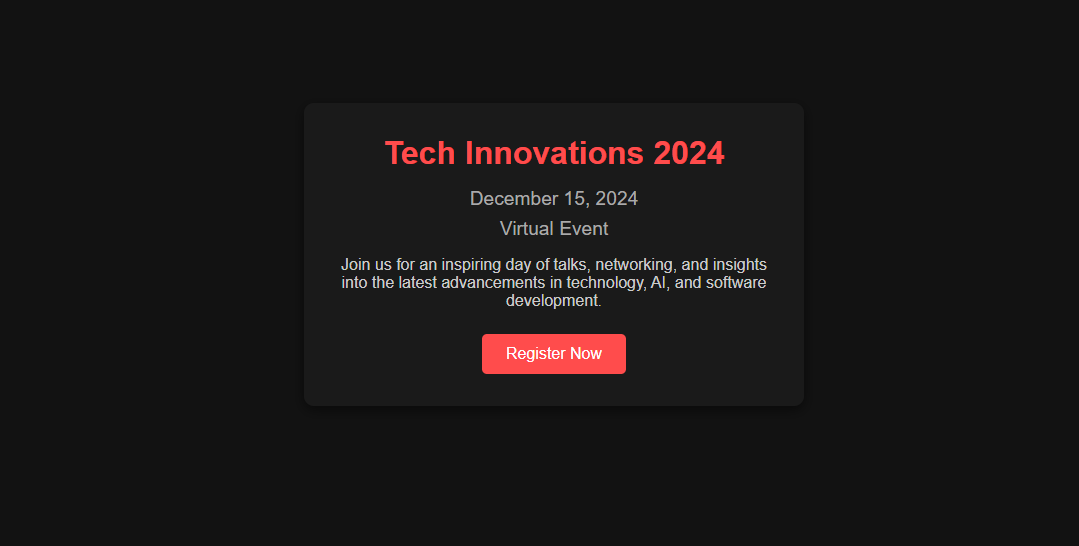 Tech Innovations 2024
December 15, 2024
Virtual Event
Join us for an inspiring day of talks, networking, and insights
into the latest advancements in technology, AI, and software
development.
Register Now